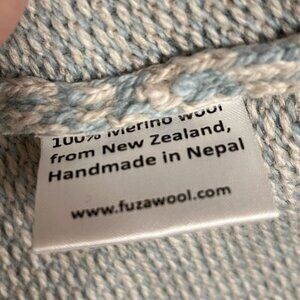 100% Merino wool
from New Zealand,
Handmade in Nepal
www.fuzawool.com